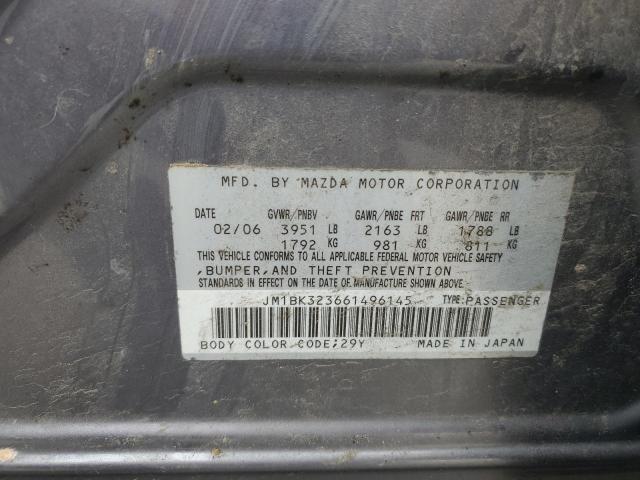 MFD. BY MAZDA MOTOR CORPORATION
DATE GVWR/PNBV GAWR/PNBE FRT GAWR/PNBE RR
02/06 3951 LB 2163 LB 1788 LB
1792 KG 981 KG 811 KG
THIS VEHICLE CONFORMS TO ALL APPLICABLE FEDERAL MOTOR VEHICLE SAFETY
,BUMPER,AND THEFT PREVENTION
STANDARDS IN EFFECT ON THE DATE OF MANUFACTURE SHOWN ABOVE.
JM1BK323661496145 TYPE:PASSENGER
BODY COLOR CODE:29Y MADE IN JAPAN